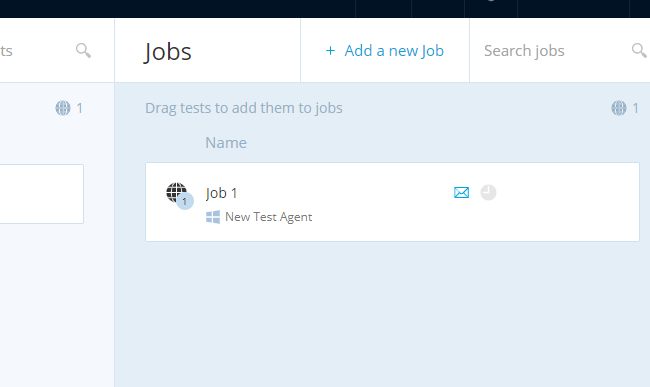 Jobs
+ Add a new Job
Search jobs
1
Drag tests to add them to jobs
1
Name
Job 1
1
New Test Agent